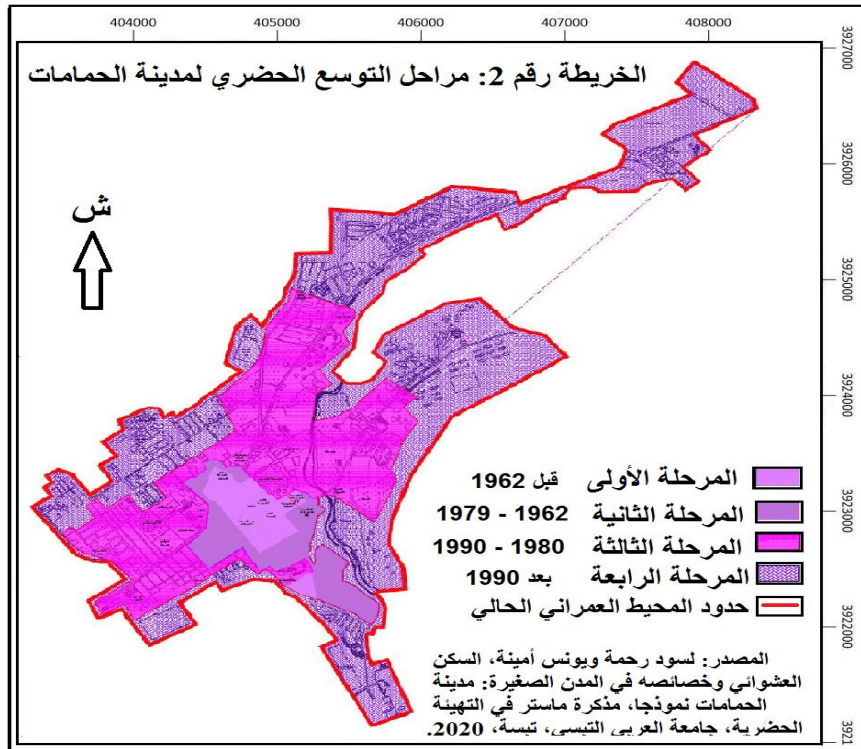 404000 405000 406000 407000 408000
3927000
3926000
3925000
3924000
3923000
3922000
3921
الخريطة رقم 2: مراحل التوسع الحضري لمدينة الحمامات
ش
المرحلة الأولى قبل 1962
المرحلة الثانية 1962 - 1979
المرحلة الثالثة 1980 - 1990
المرحلة الرابعة بعد 1990
حدود المحيط العمراني الحالي
المصدر: لسود رحمة ويونس أمينة، السكن
العشوائي وخصائصه في المدن الصغيرة: مدينة
الحمامات نموذجا، مذكرة ماستر في التهيئة
الحضرية، جامعة العربي التبسي، تبسة، 2020.